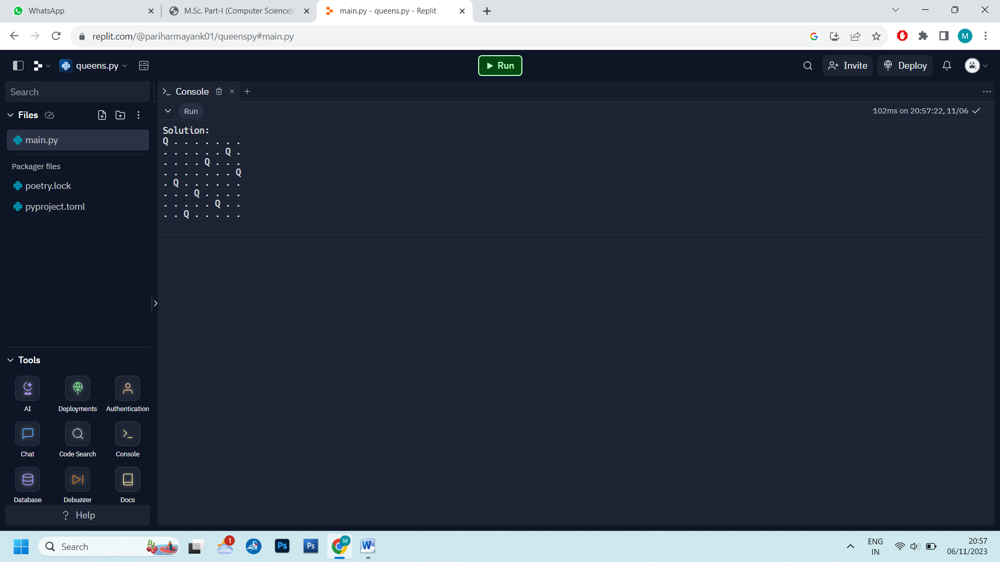 WhatsApp
M.Sc. Part-I (Computer Science)(
main.py - queens.py - Replit
replit.com/@pariharmayank01/queenspy#main.py
M
queens.py
Run
Invite
Deploy
Search
Console
Files
Run
102ms on 20:57:22, 11/06
main.py
Packager files
poetry.lock
pyproject.toml
Solution:
Q . . . . . . .
. . . . . . Q .
. . . . Q . . .
. . . . . . . Q
. Q . . . . . .
. . . Q . . . .
. . . . . Q . .
. . Q . . . . .
Tools
AI
Deployments
Authentication
Chat
Code Search
Console
Database
Debugger
Docs
? Help
Search
1
Ps
Ps
M
W
ENG
IN
20:57
06/11/2023